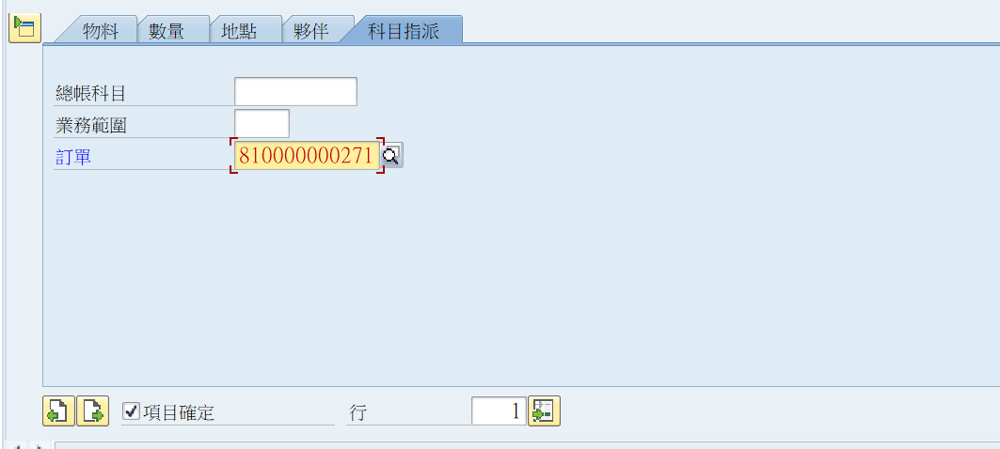 物料 數量 地點 夥伴 科目指派
總帳科目
業務範圍
訂單 810000000271
項目確定 行 1